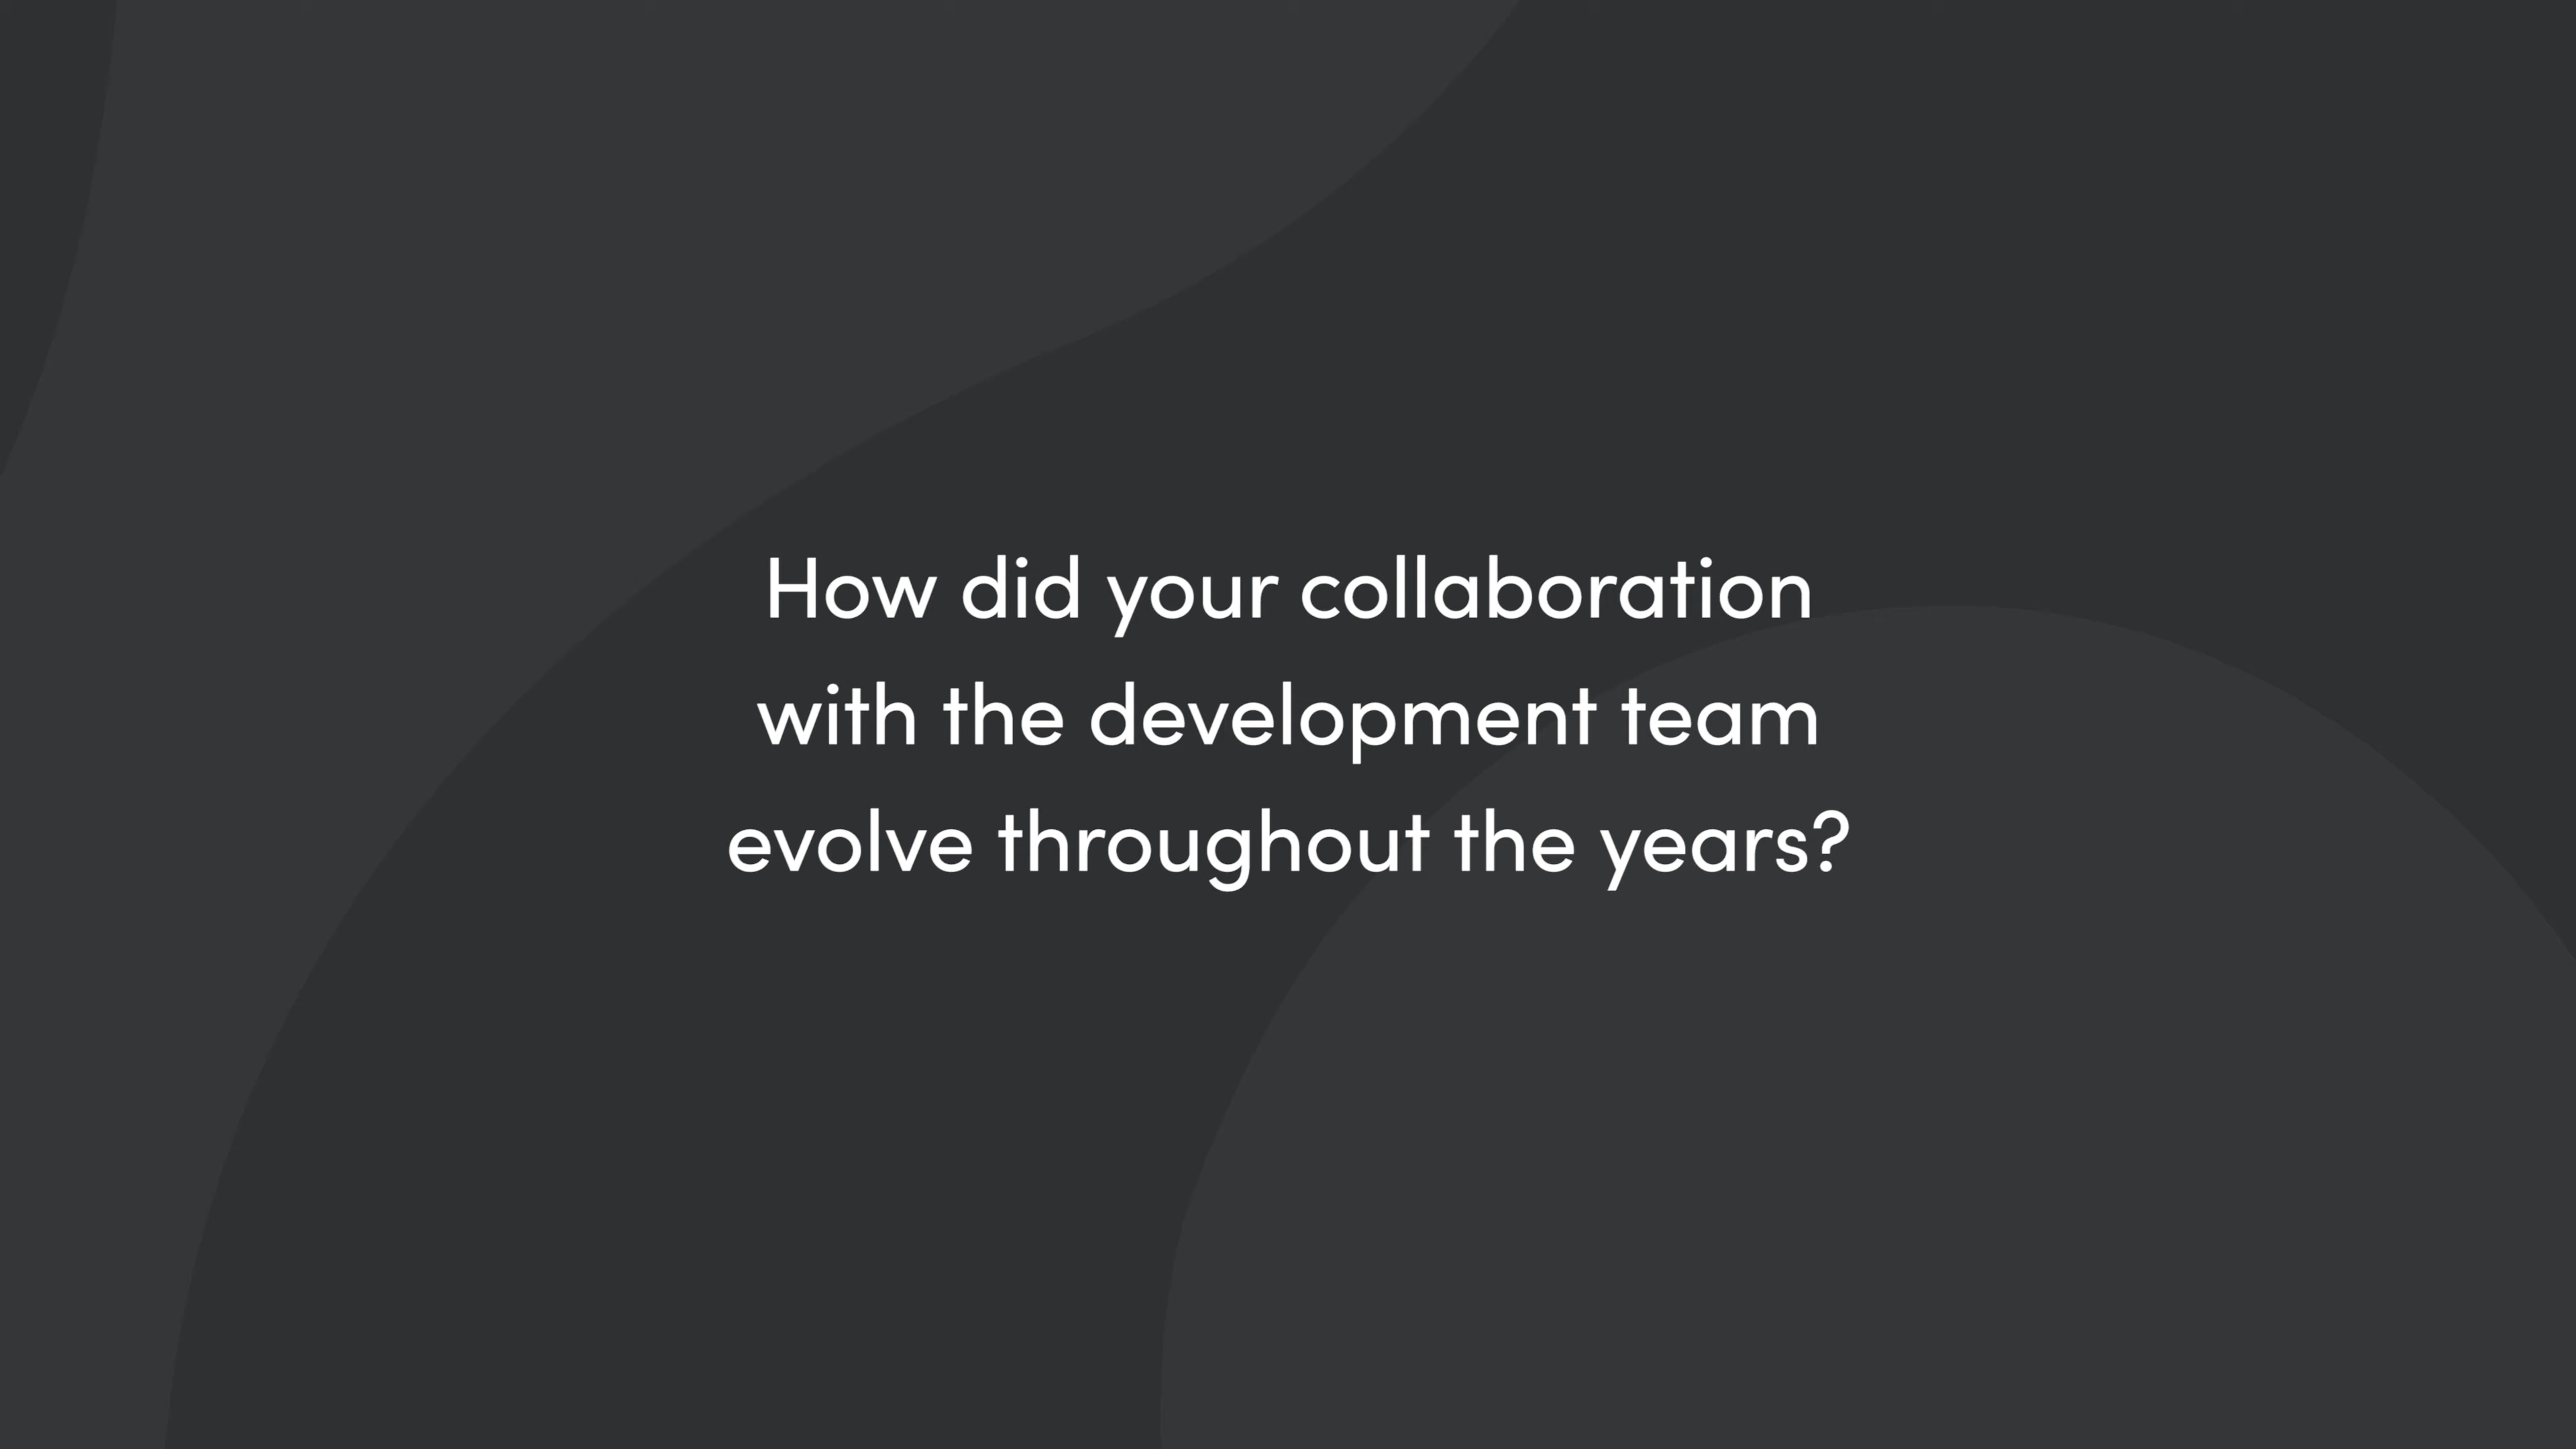 How did your collaboration
with the development team
evolve throughout the years?